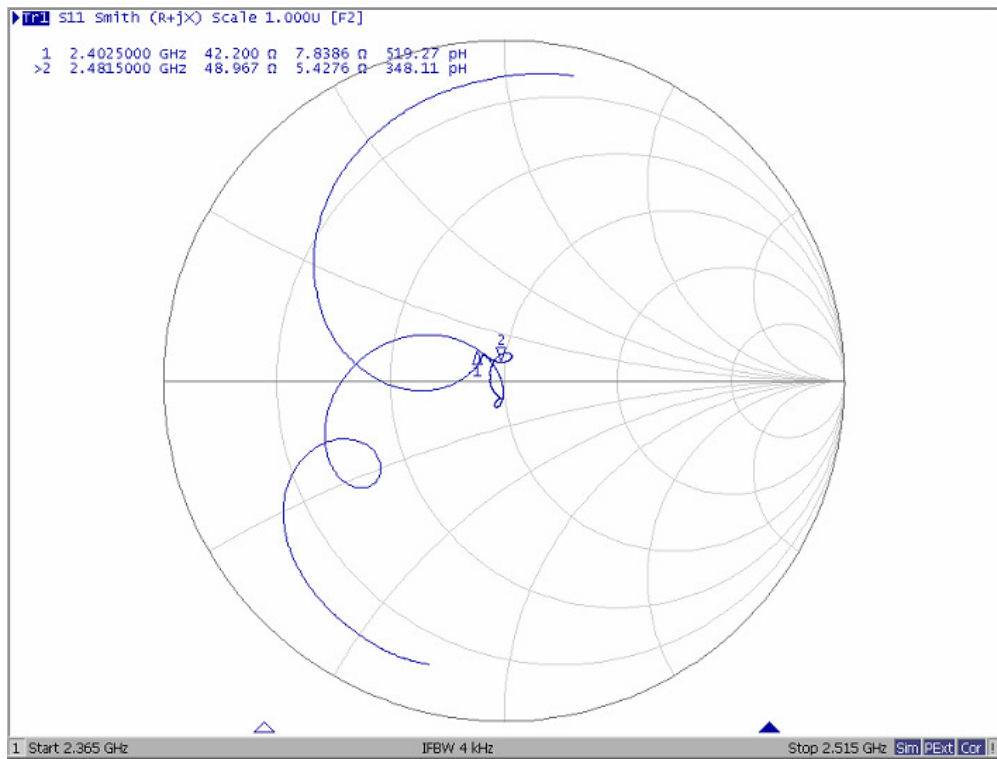 Tr1 S11 Smith (R+jX) Scale 1.000U [F2]
1 2.4025000 GHz 42.200 Ω 7.8386 Ω 519.27 pH
>2 2.4815000 GHz 48.967 Ω 5.4276 Ω 348.11 pH
2
1
1 Start 2.365 GHz IFBW 4 kHz Stop 2.515 GHz Sim PExt Cor !